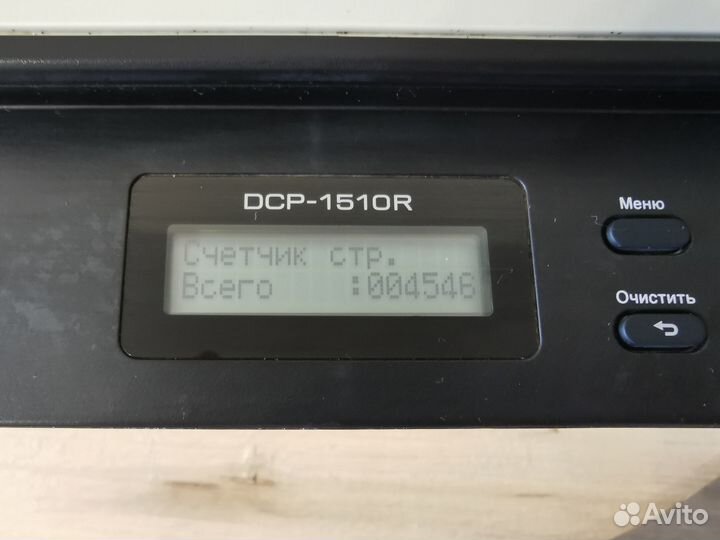 DCP-1510R
Счетчик стр.
Всего :004546
Меню
Очистить
Avito